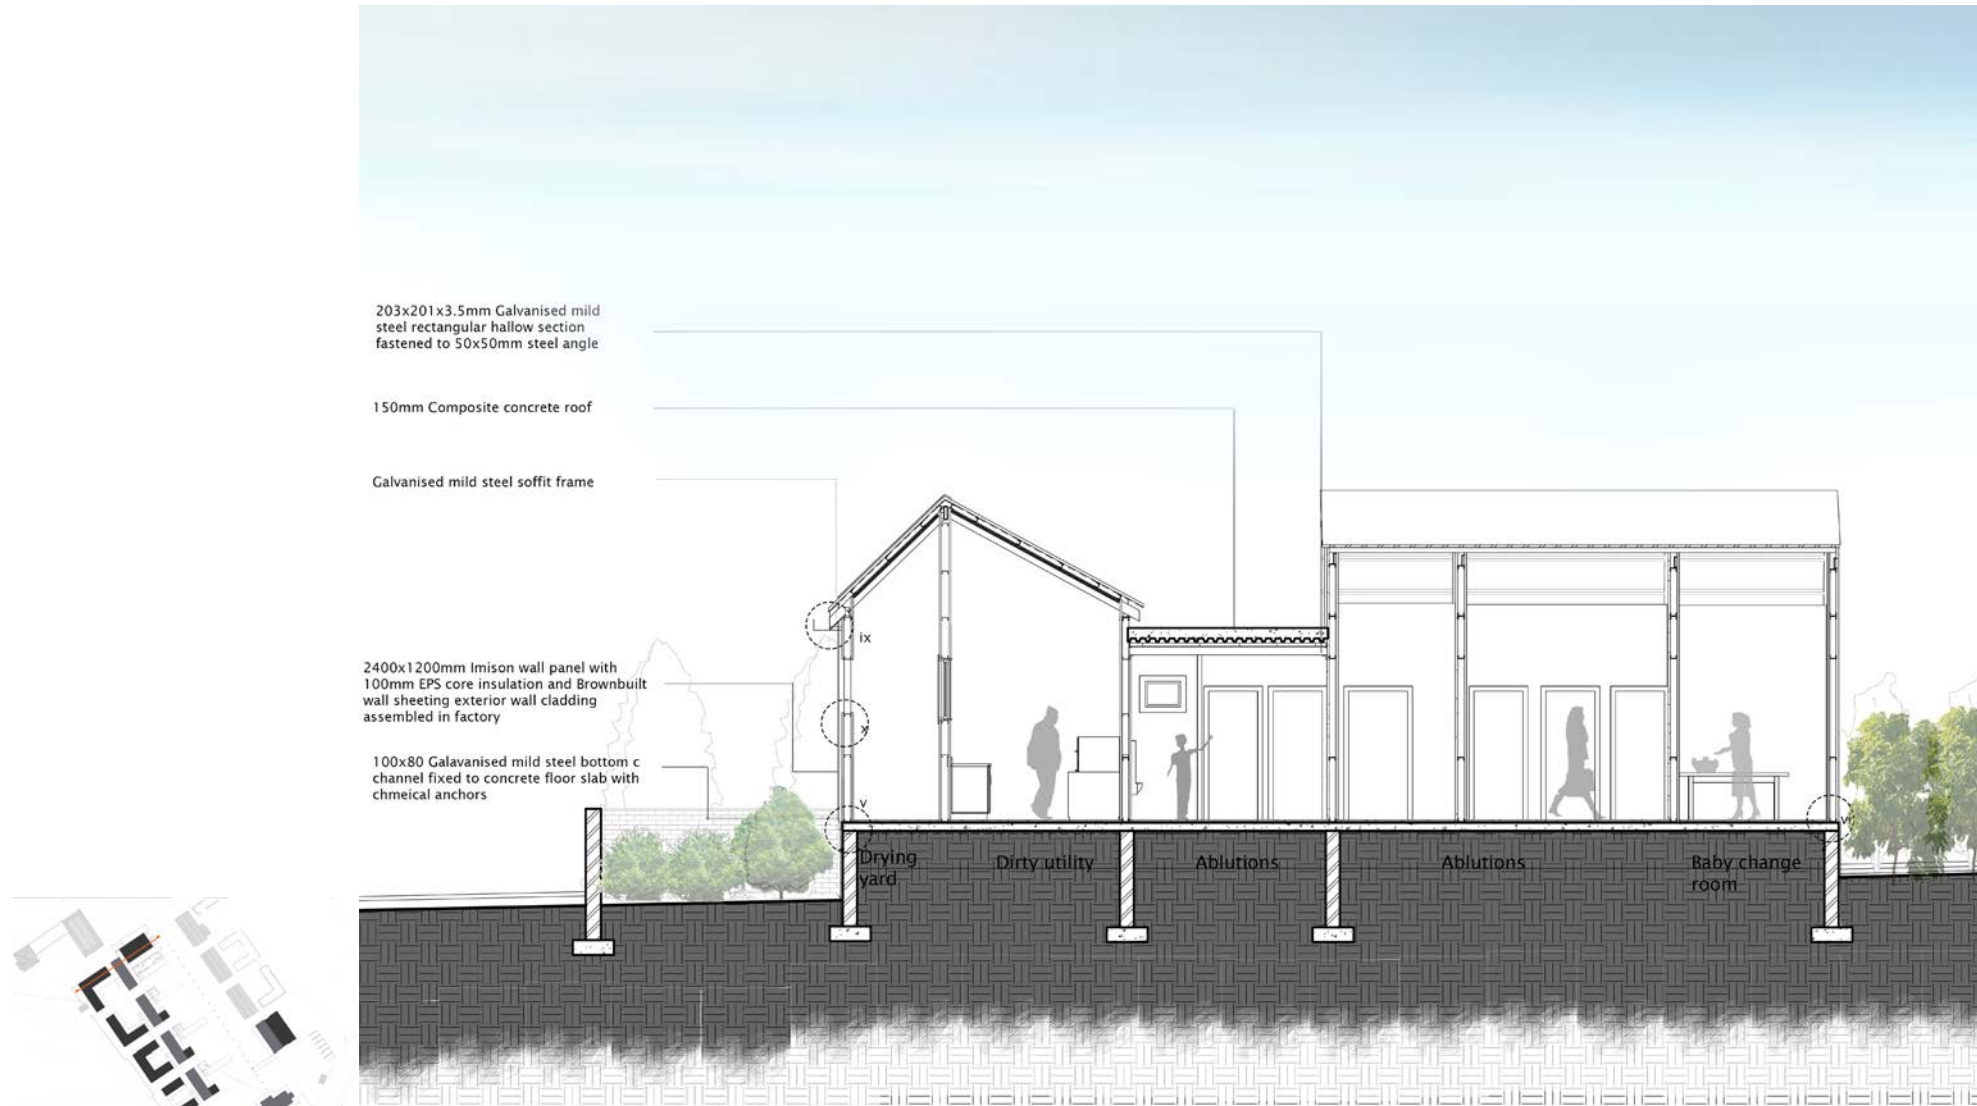 203x201x3.5mm Galvanised mild
steel rectangular hallow section
fastened to 50x50mm steel angle
150mm Composite concrete roof
Galvanised mild steel soffit frame
ix
2400x1200mm Imison wall panel with
100mm EPS core insulation and Brownbuilt
wall sheeting exterior wall cladding
assembled in factory
x
100x80 Galavanised mild steel bottom c
channel fixed to concrete floor slab with
chmeical anchors
v
Drying
yard
Dirty utility
Ablutions
Ablutions
Baby change
room